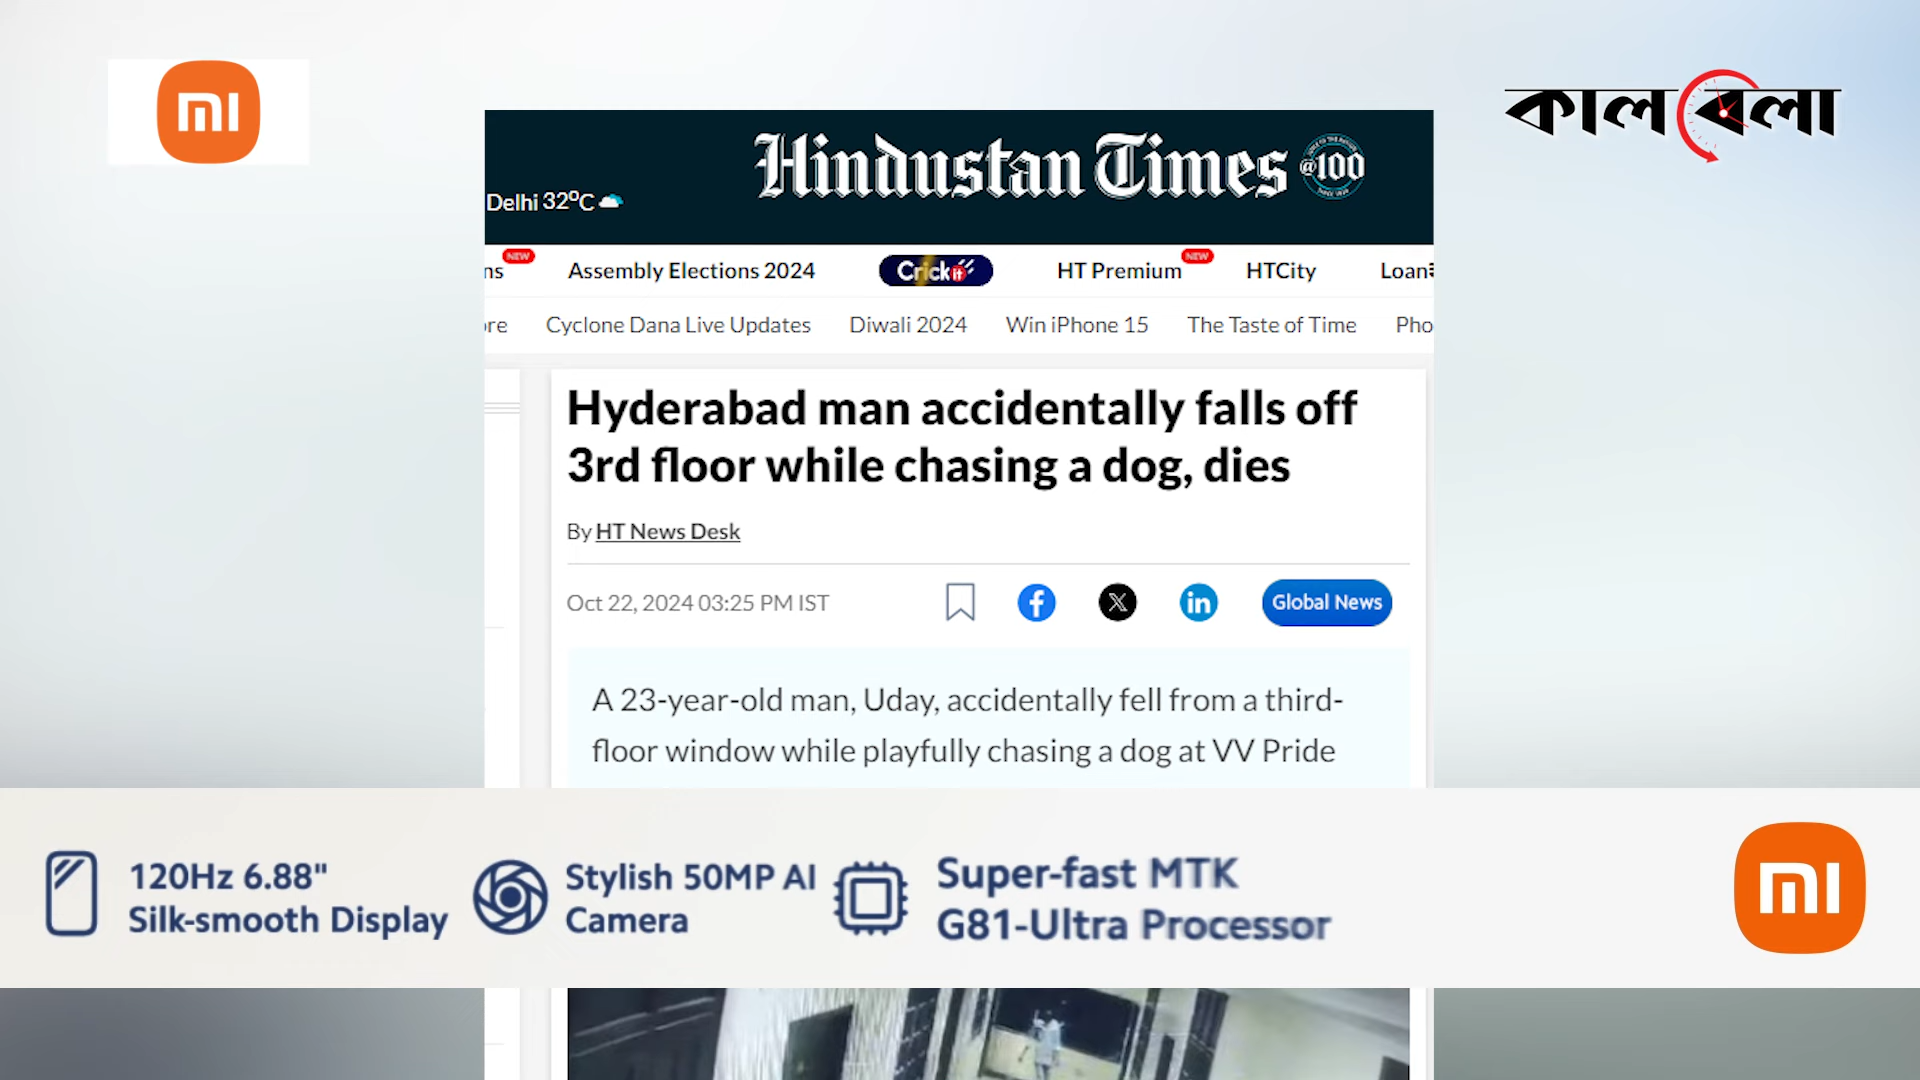 mi
কালবেলা
Hindustan Times @100
Delhi 32°C
ns NEW Assembly Elections 2024 Crickit HT Premium NEW HTCity Loan
re Cyclone Dana Live Updates Diwali 2024 Win iPhone 15 The Taste of Time Pho
Hyderabad man accidentally falls off
3rd floor while chasing a dog, dies
By HT News Desk
Oct 22, 2024 03:25 PM IST Global News
A 23-year-old man, Uday, accidentally fell from a third-
floor window while playfully chasing a dog at VV Pride
120Hz 6.88"
Silk-smooth Display
Stylish 50MP AI
Camera
Super-fast MTK
G81-Ultra Processor
mi